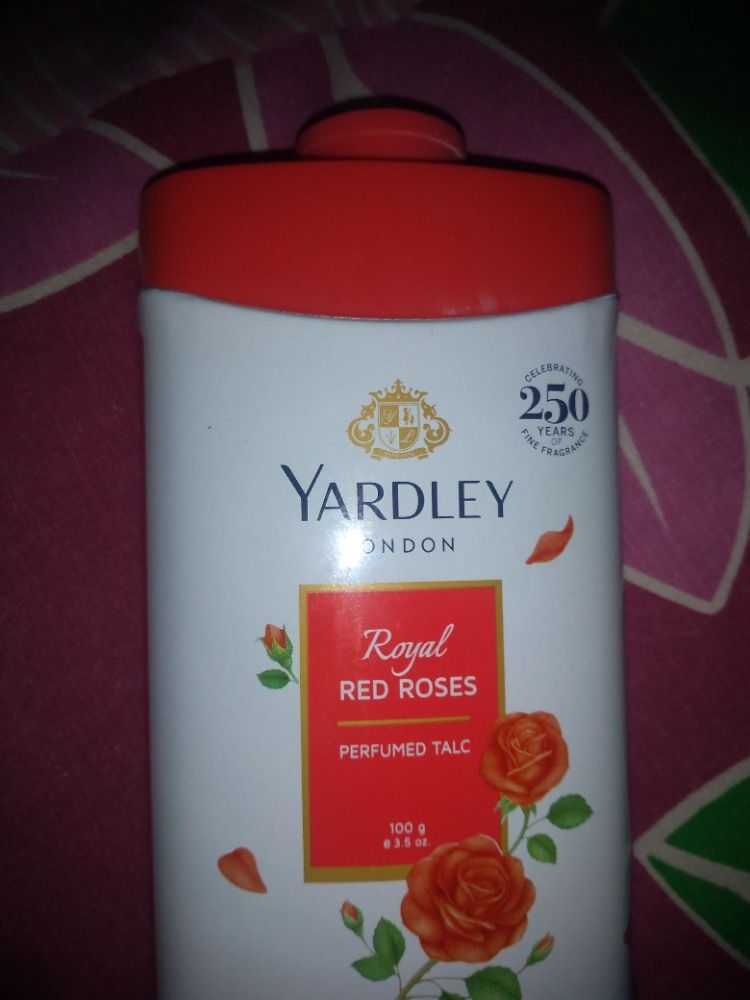 CELEBRATING
250
YEARS
OF
FINE FRAGRANCE
YARDLEY
LONDON
Royal
RED ROSES
PERFUMED TALC
100 g
e 3.5 oz.